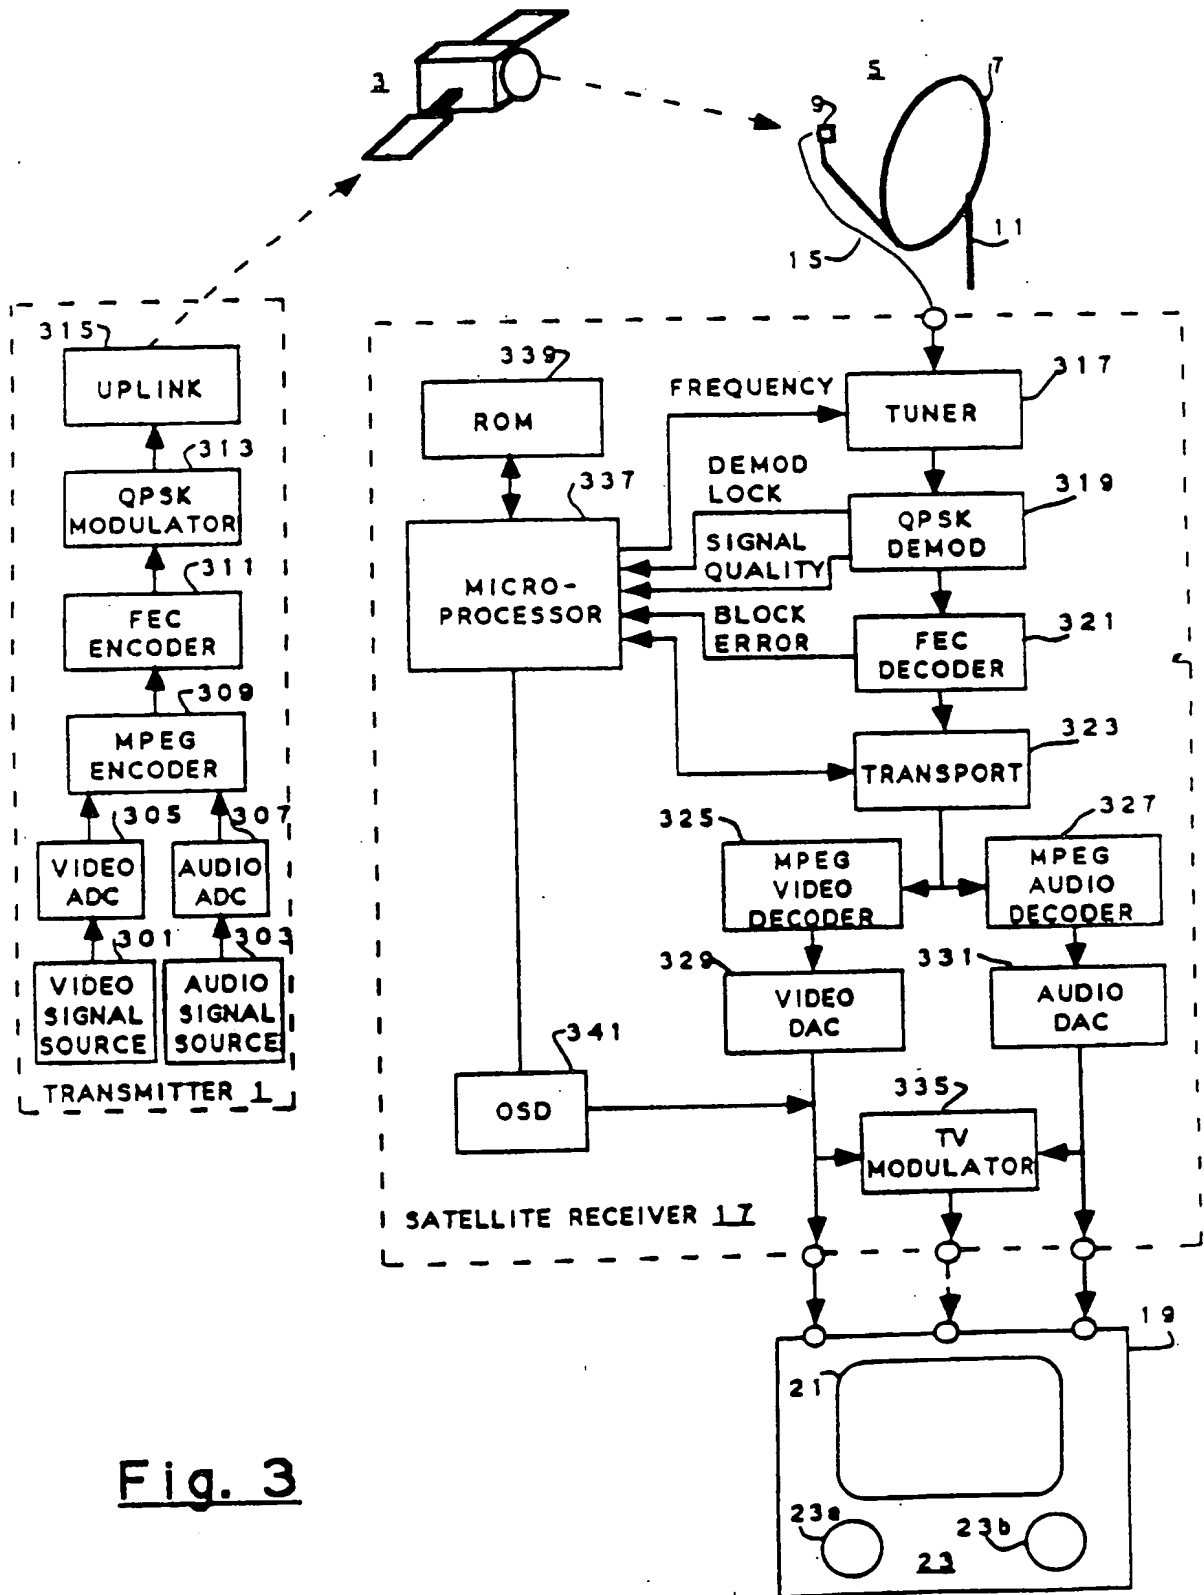 3
5
7
9
11
15
315
UPLINK
313
QPSK
MODULATOR
311
FEC
ENCODER
309
MPEG
ENCODER
305
307
VIDEO
ADC
AUDIO
ADC
301
303
VIDEO
SIGNAL
SOURCE
AUDIO
SIGNAL
SOURCE
TRANSMITTER 1
339
ROM
FREQUENCY
317
TUNER
337
MICRO-
PROCESSOR
DEMOD
LOCK
319
QPSK
DEMOD
SIGNAL
QUALITY
BLOCK
ERROR
321
FEC
DECODER
323
TRANSPORT
325
MPEG
VIDEO
DECODER
327
MPEG
AUDIO
DECODER
329
VIDEO
DAC
331
AUDIO
DAC
341
OSD
335
TV
MODULATOR
SATELLITE RECEIVER 17
19
21
23a
23b
23
Fig. 3